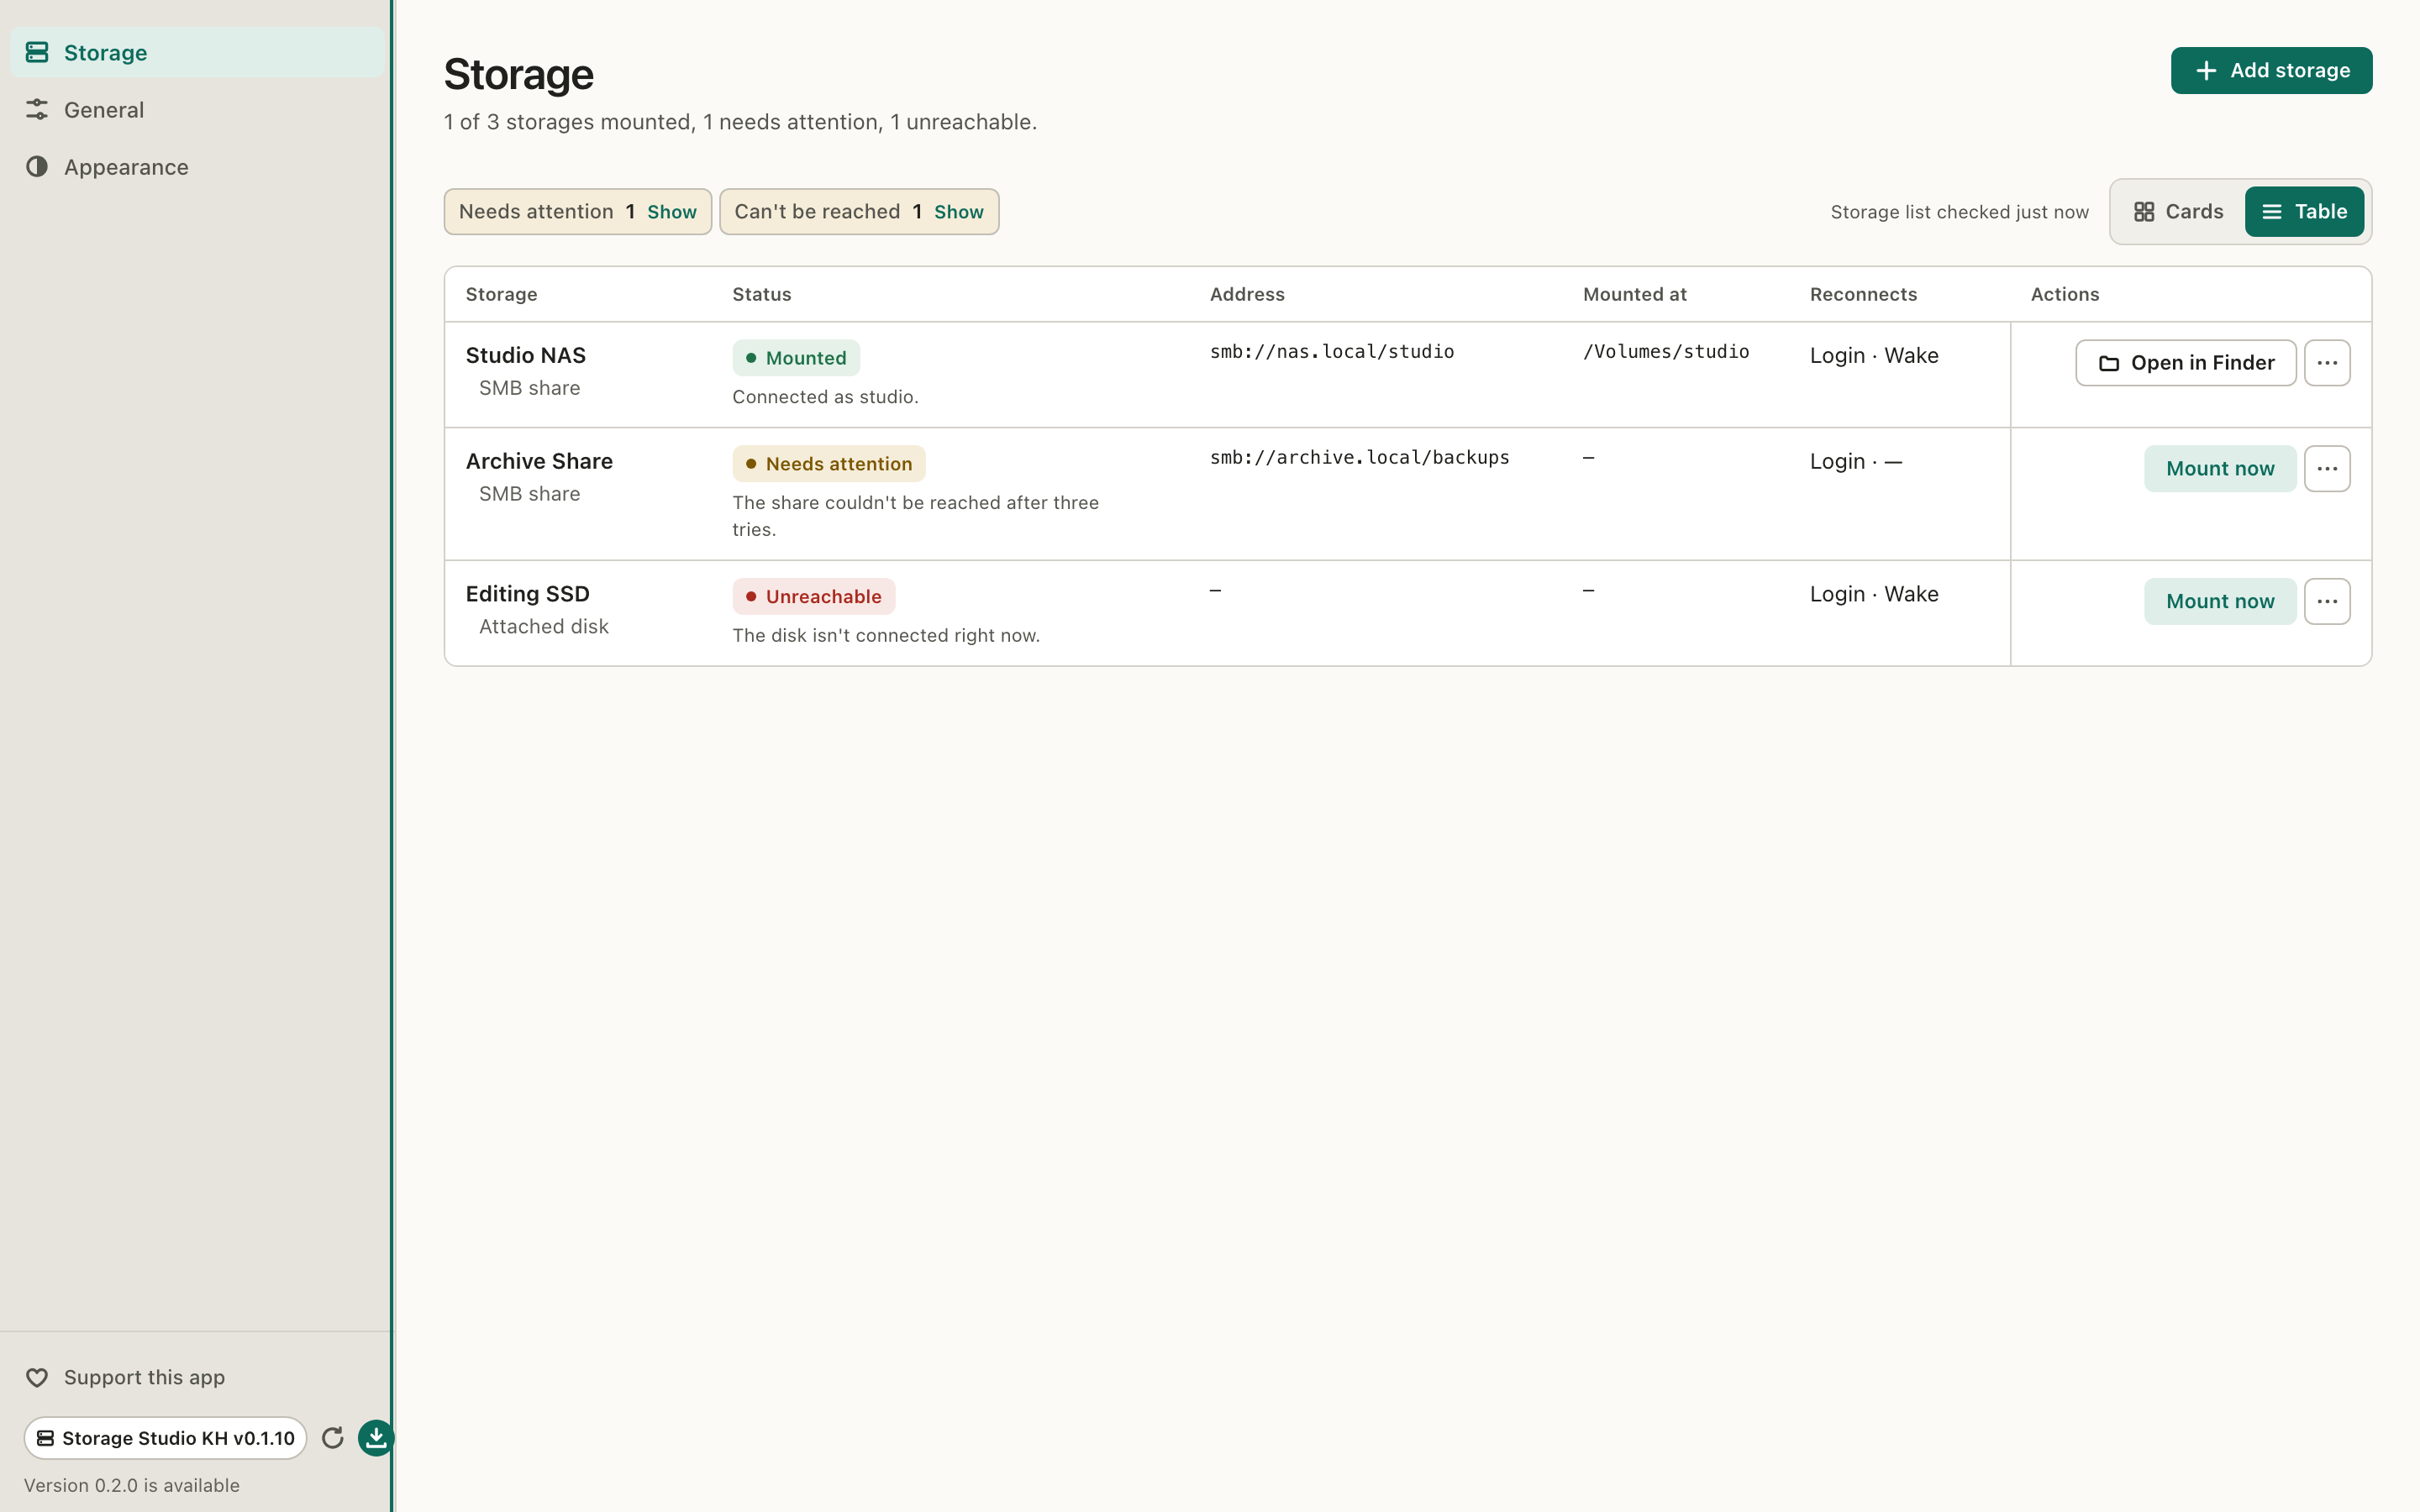 Storage
General
Appearance
Support this app
Storage Studio KH v0.1.10
Version 0.2.0 is available
Storage
1 of 3 storages mounted, 1 needs attention, 1 unreachable.
Add storage
Needs attention 1 Show
Can't be reached 1 Show
Storage list checked just now
Cards
Table
Storage Status Address Mounted at Reconnects Actions
Studio NAS
SMB share
Mounted
Connected as studio.
smb://nas.local/studio
/Volumes/studio
Login · Wake
Open in Finder
Archive Share
SMB share
Needs attention
The share couldn't be reached after three
tries.
smb://archive.local/backups
–
Login · —
Mount now
Editing SSD
Attached disk
Unreachable
The disk isn't connected right now.
–
–
Login · Wake
Mount now